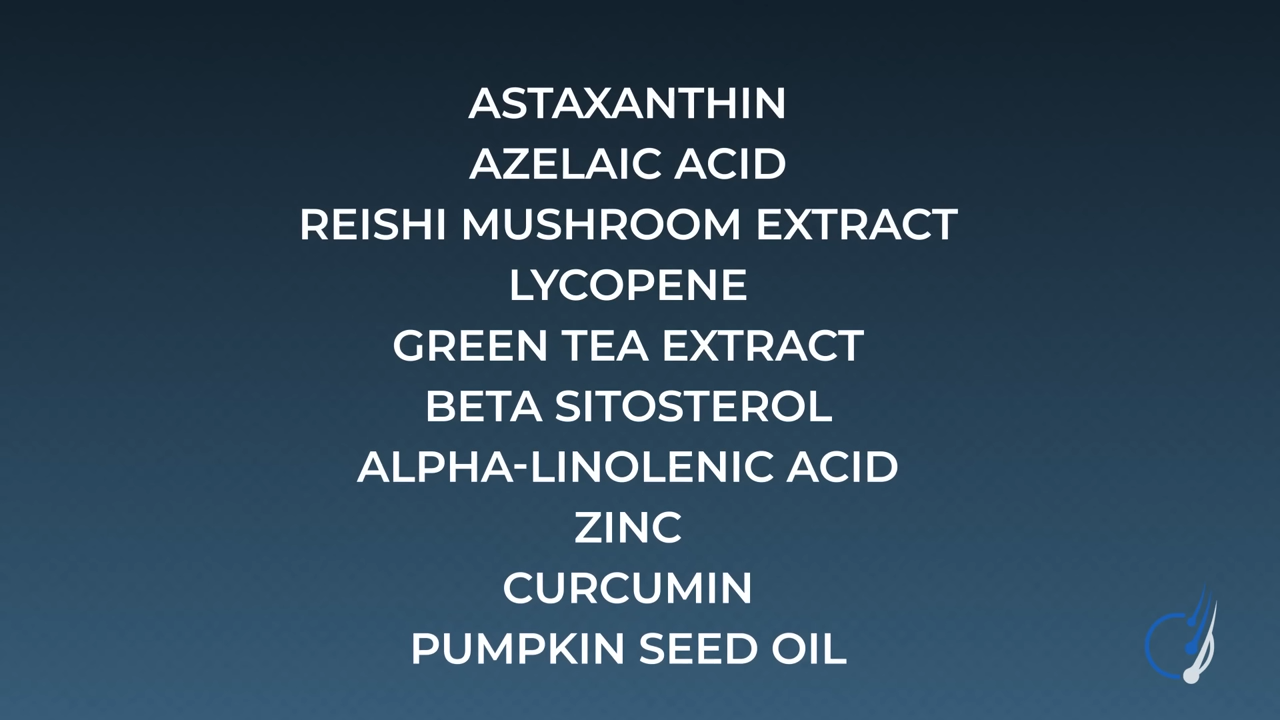 ASTAXANTHIN
AZELAIC ACID
REISHI MUSHROOM EXTRACT
LYCOPENE
GREEN TEA EXTRACT
BETA SITOSTEROL
ALPHA-LINOLENIC ACID
ZINC
CURCUMIN
PUMPKIN SEED OIL